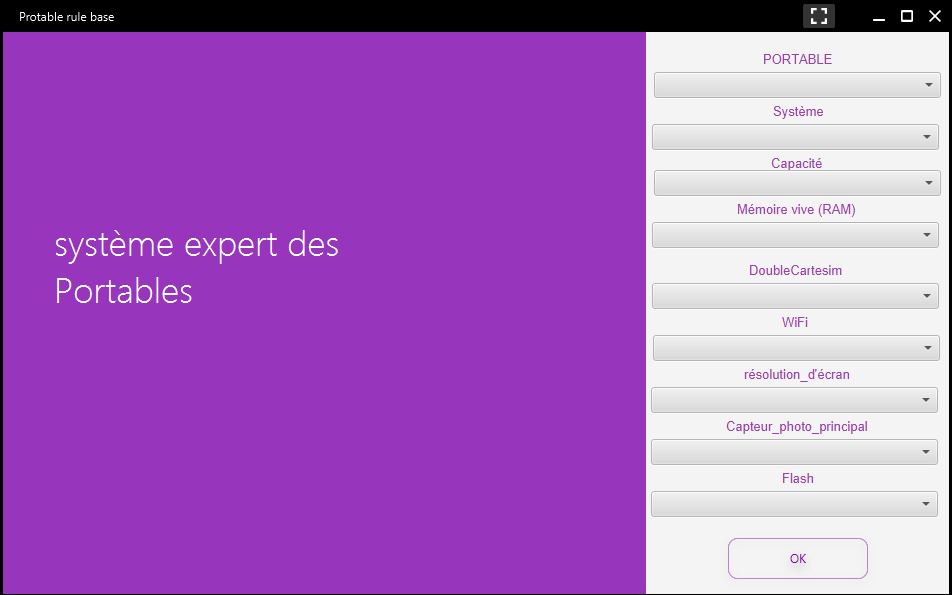 Protable rule base
système expert des
Portables
PORTABLE
Système
Capacité
Mémoire vive (RAM)
DoubleCartesim
WiFi
résolution_d'écran
Capteur_photo_principal
Flash
OK